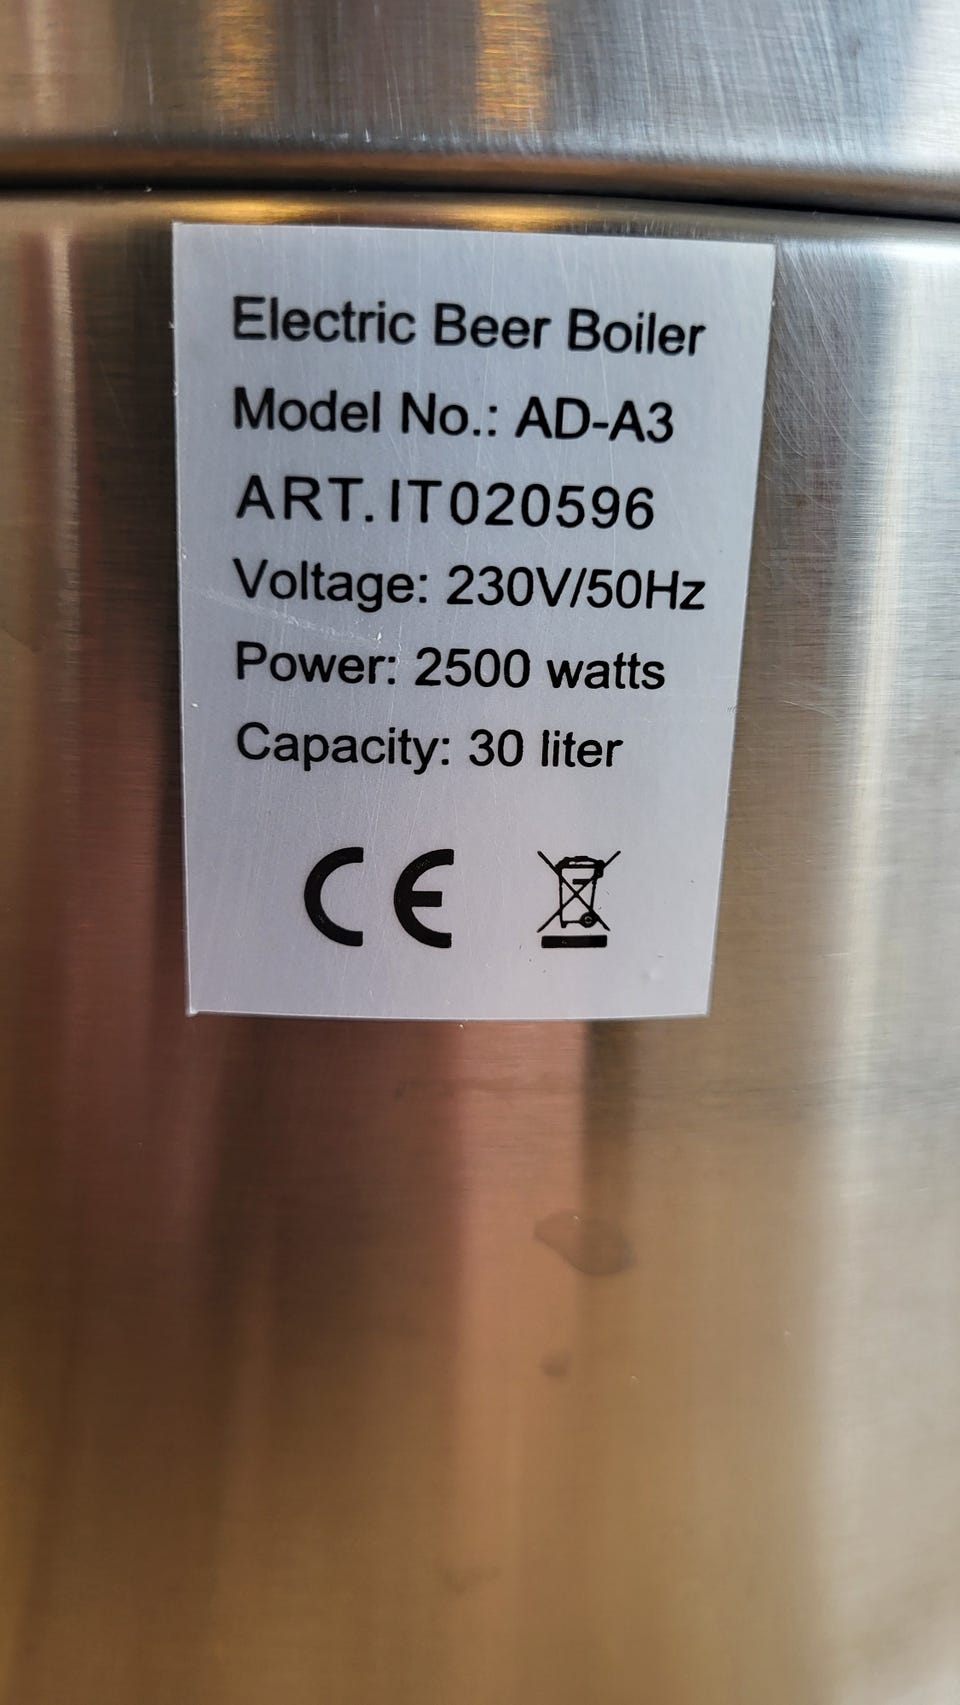 Electric Beer Boiler
Model No.: AD-A3
ART. IT020596
Voltage: 230V/50Hz
Power: 2500 watts
Capacity: 30 liter
CE